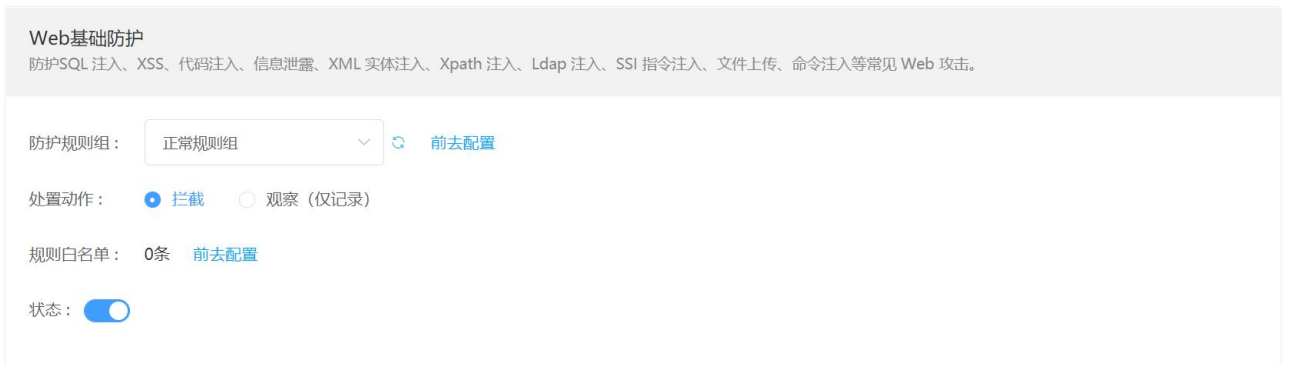 Web基础防护
防护SQL 注入、XSS、代码注入、信息泄露、XML 实体注入、Xpath 注入、Ldap 注入、SSI 指令注入、文件上传、命令注入等常见 Web 攻击。
防护规则组： 正常规则组 前去配置
处置动作： 拦截 观察（仅记录）
规则白名单： 0条 前去配置
状态：